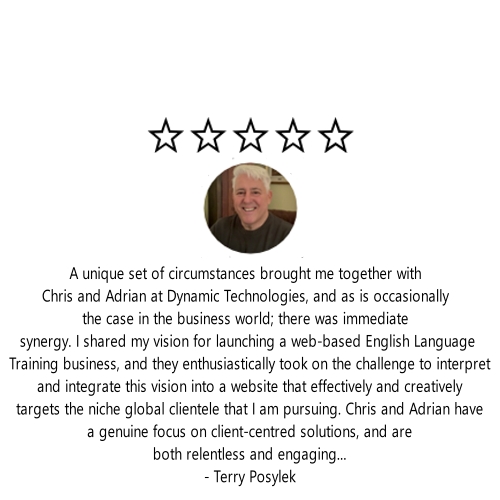 A unique set of circumstances brought me together with
Chris and Adrian at Dynamic Technologies, and as is occasionally
the case in the business world; there was immediate
synergy. I shared my vision for launching a web-based English Language
Training business, and they enthusiastically took on the challenge to interpret
and integrate this vision into a website that effectively and creatively
targets the niche global clientele that I am pursuing. Chris and Adrian have
a genuine focus on client-centred solutions, and are
both relentless and engaging...
- Terry Posylek